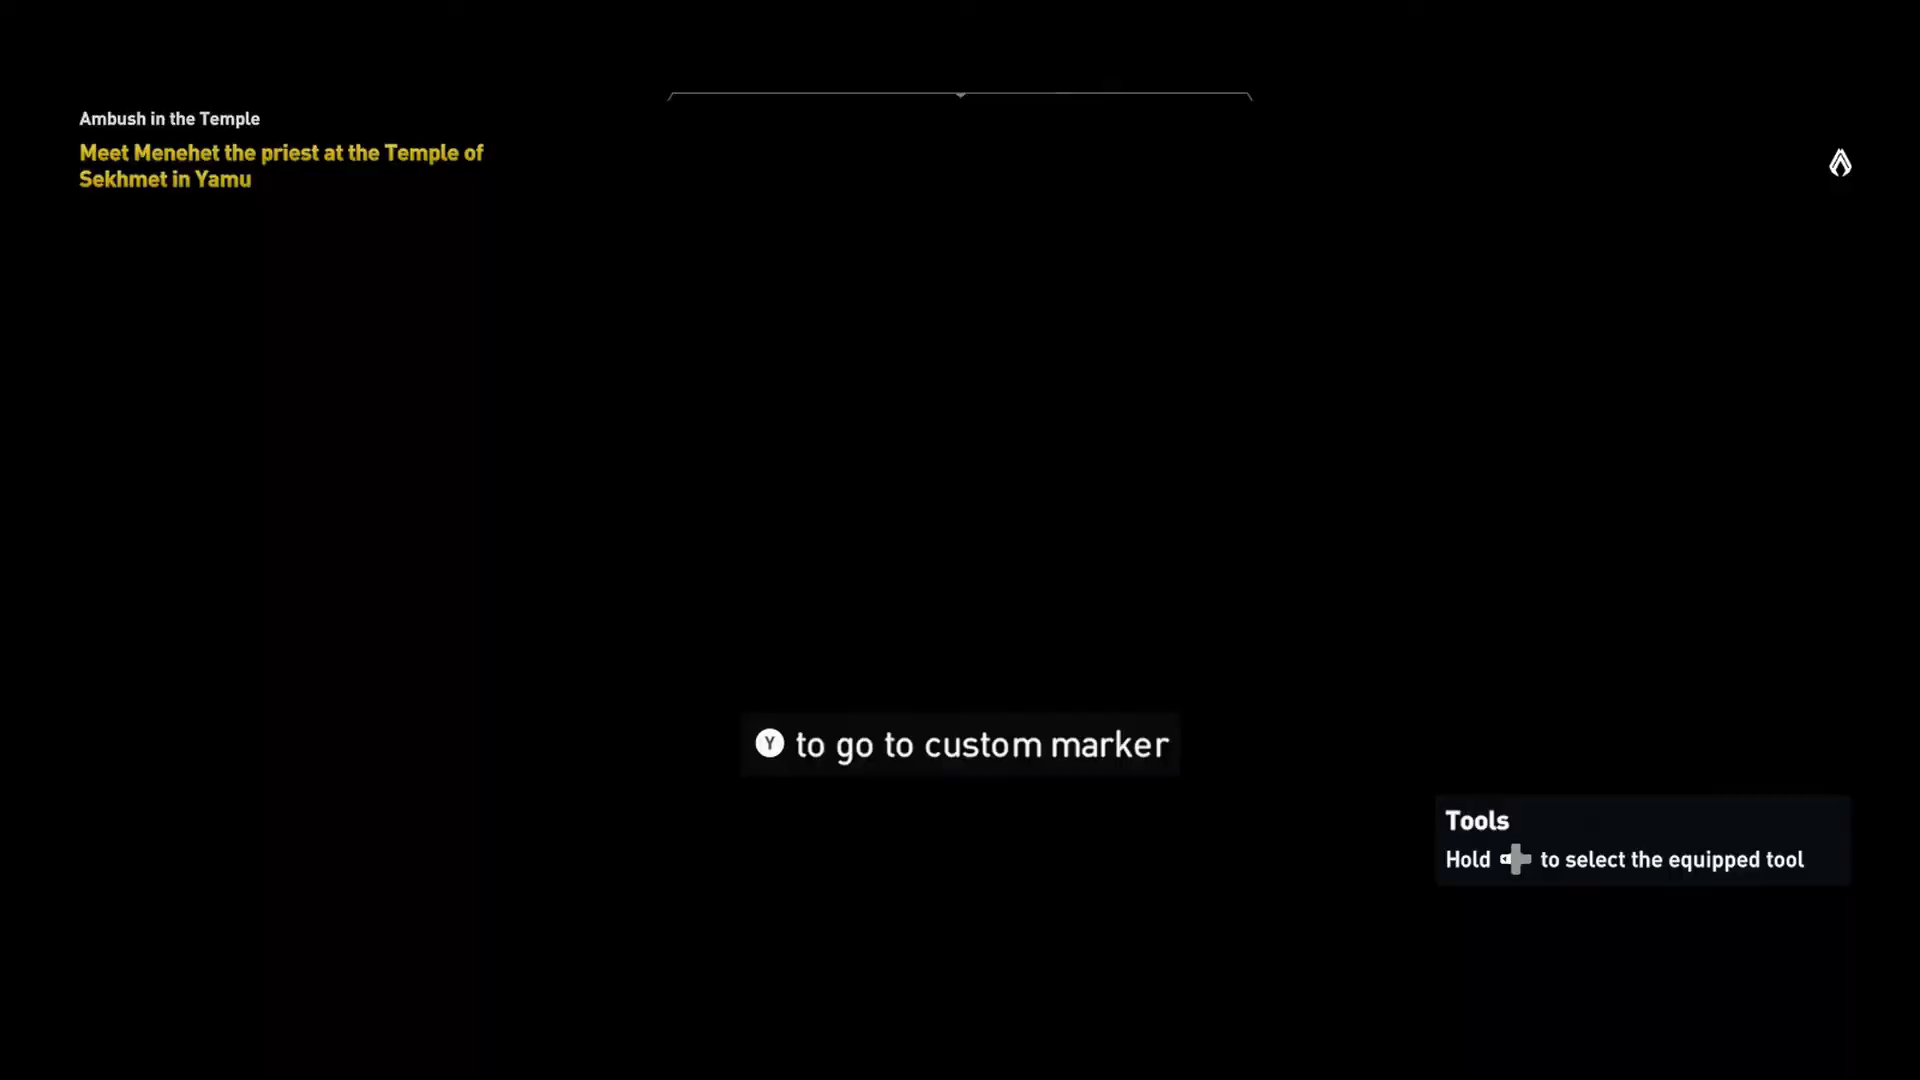 Ambush in the Temple
Meet Menehet the priest at the Temple of
Sekhmet in Yamu
Y to go to custom marker
Tools
Hold to select the equipped tool